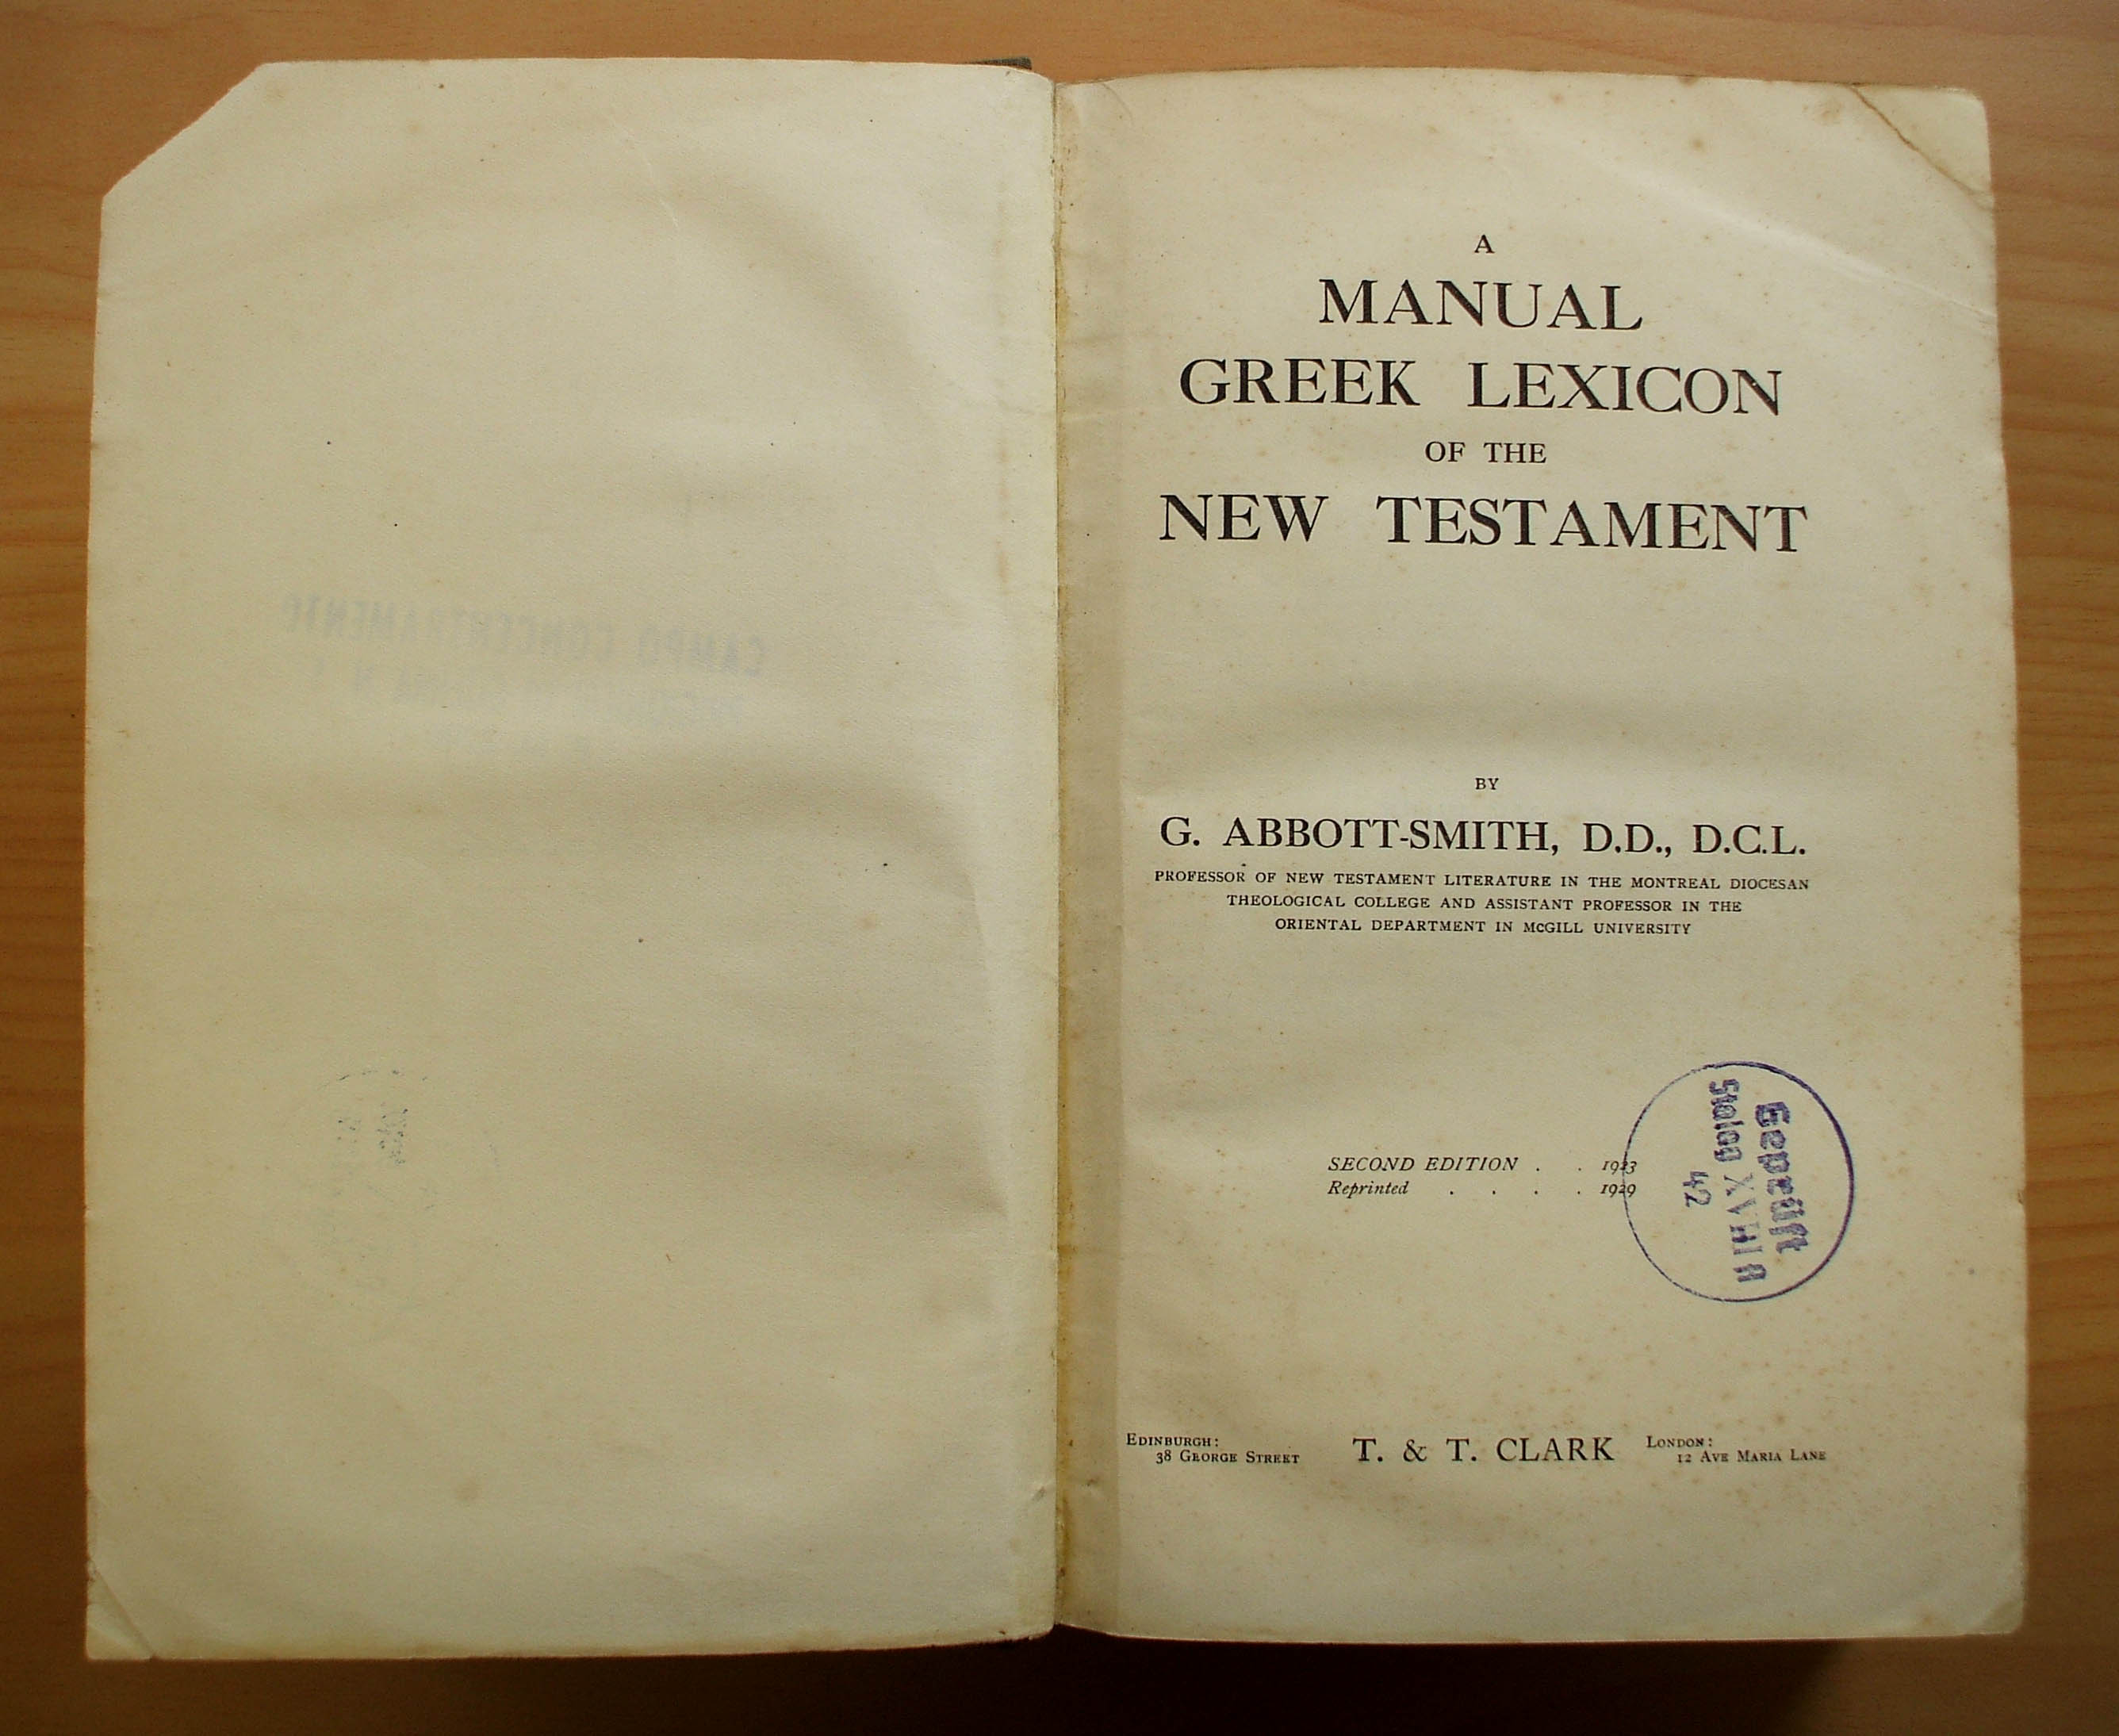 CAMPO CONCENTRAMENTO
A
MANUAL
GREEK LEXICON
OF THE
NEW TESTAMENT
BY
G. ABBOTT-SMITH, D.D., D.C.L.
PROFESSOR OF NEW TESTAMENT LITERATURE IN THE MONTREAL DIOCESAN
THEOLOGICAL COLLEGE AND ASSISTANT PROFESSOR IN THE
ORIENTAL DEPARTMENT IN McGILL UNIVERSITY
SECOND EDITION . . 1923
Reprinted . . . . 1929
Geprüft
Stalag XVIII A
42
EDINBURGH:
38 GEORGE STREET
T. & T. CLARK
LONDON:
12 AVE MARIA LANE